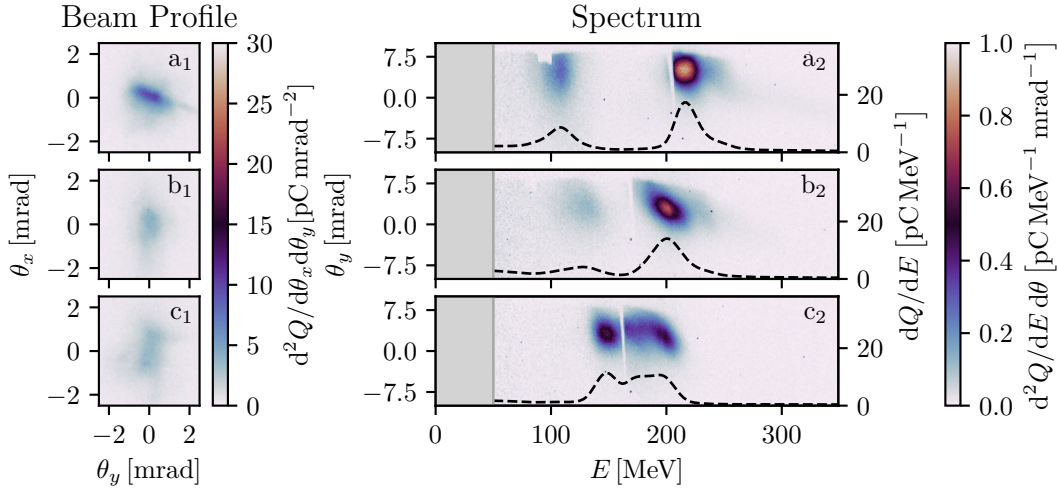 Beam Profile
Spectrum
a₁
b₁
c₁
2
0
−2
2
0
−2
2
0
−2
−2 0 2
θₓ [mrad]
θ_y [mrad]
30
25
20
15
10
5
0
d²Q/dθₓ dθ_y [pC mrad⁻²]
a₂
b₂
c₂
7.5
0.0
−7.5
7.5
0.0
−7.5
7.5
0.0
−7.5
θ_y [mrad]
0 100 200 300
E [MeV]
20
0
20
0
20
0
dQ/dE [pC MeV⁻¹]
1.0
0.8
0.6
0.4
0.2
0.0
d²Q/dE dθ [pC MeV⁻¹ mrad⁻¹]